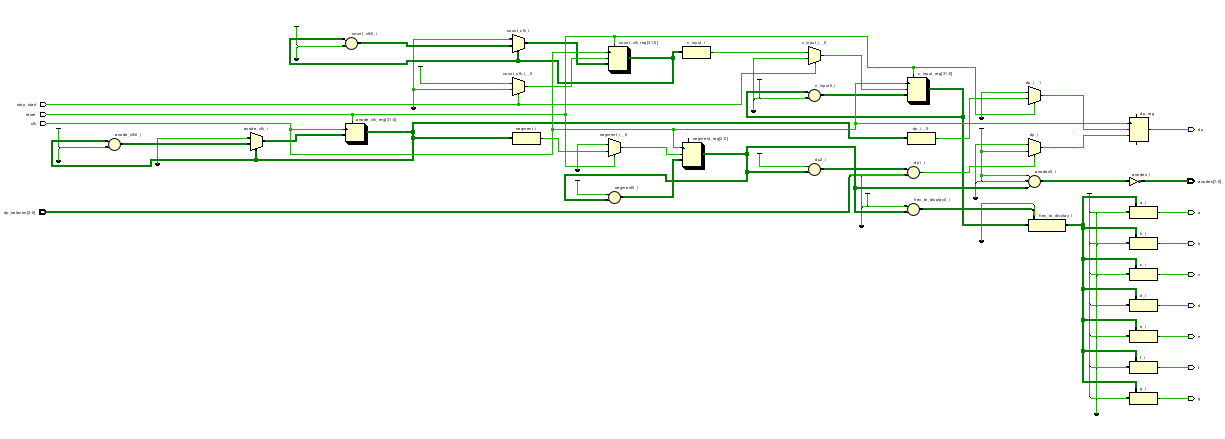 count_clk0_i
count_clk_i
count_clk_reg[31:0]
n_input_i
n_input_i__0
count_clk_i__0
n_input0_i
n_input_reg[31:0]
dp_i__1
stop_start
reset
clk
anode_clk0_i
anode_clk_i
anode_clk_reg[31:0]
segment_i
segment_i__0
segment_reg[2:0]
dp_i__0
dp_i
dp_reg
dp
dp2_i
dp1_i
anodes0_i
anodes_i
anodes[7:0]
segment0_i
dp_selector[2:0]
hex_to_display0_i
hex_to_display_i
a_i
a
b_i
b
c_i
c
d_i
d
e_i
e
f_i
f
g_i
g